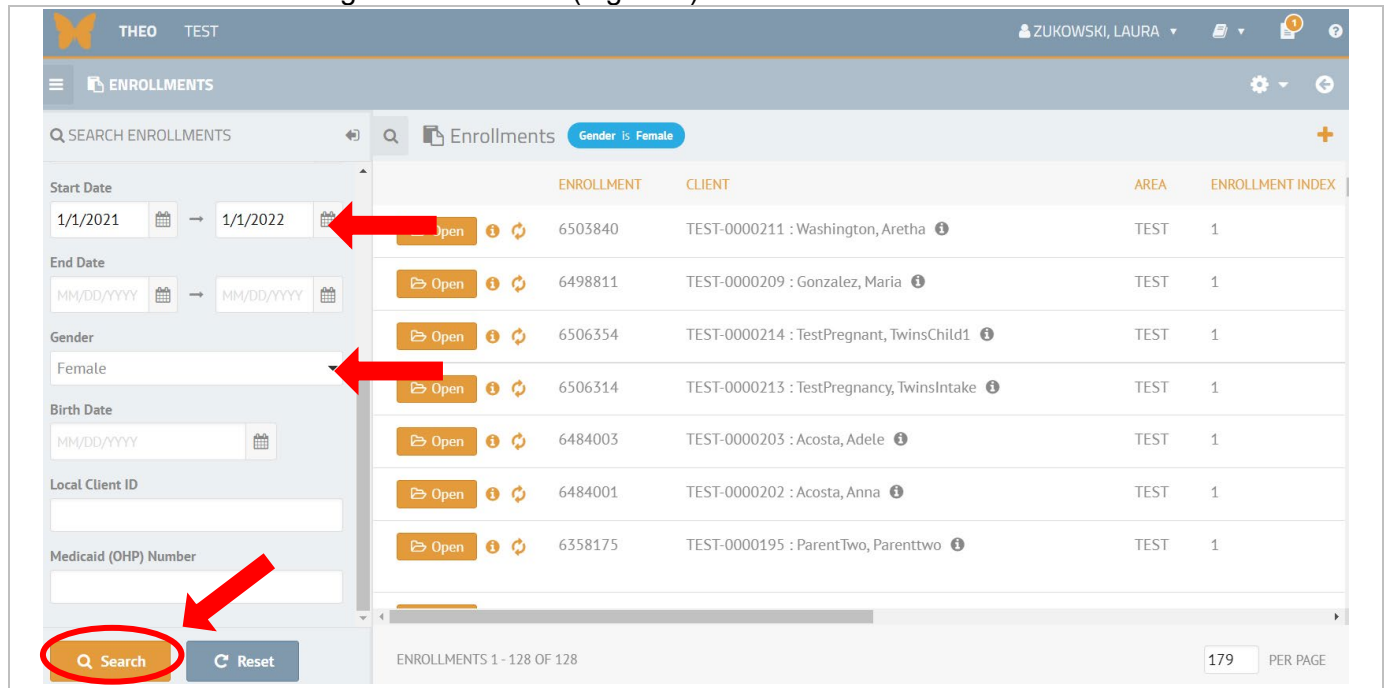 THEO TEST ZUKOWSKI, LAURA 1
ENROLLMENTS
SEARCH ENROLLMENTS
Start Date
1/1/2021 → 1/1/2022
End Date
MM/DD/YYYY → MM/DD/YYYY
Gender
Female
Birth Date
MM/DD/YYYY
Local Client ID
Medicaid (OHP) Number
Search Reset
Enrollments Gender is Female
ENROLLMENT CLIENT AREA ENROLLMENT INDEX
Open 6503840 TEST-0000211 : Washington, Aretha TEST 1
Open 6498811 TEST-0000209 : Gonzalez, Maria TEST 1
Open 6506354 TEST-0000214 : TestPregnant, TwinsChild1 TEST 1
Open 6506314 TEST-0000213 : TestPregnancy, TwinsIntake TEST 1
Open 6484003 TEST-0000203 : Acosta, Adele TEST 1
Open 6484001 TEST-0000202 : Acosta, Anna TEST 1
Open 6358175 TEST-0000195 : ParentTwo, Parenttwo TEST 1
ENROLLMENTS 1 - 128 OF 128 179 PER PAGE